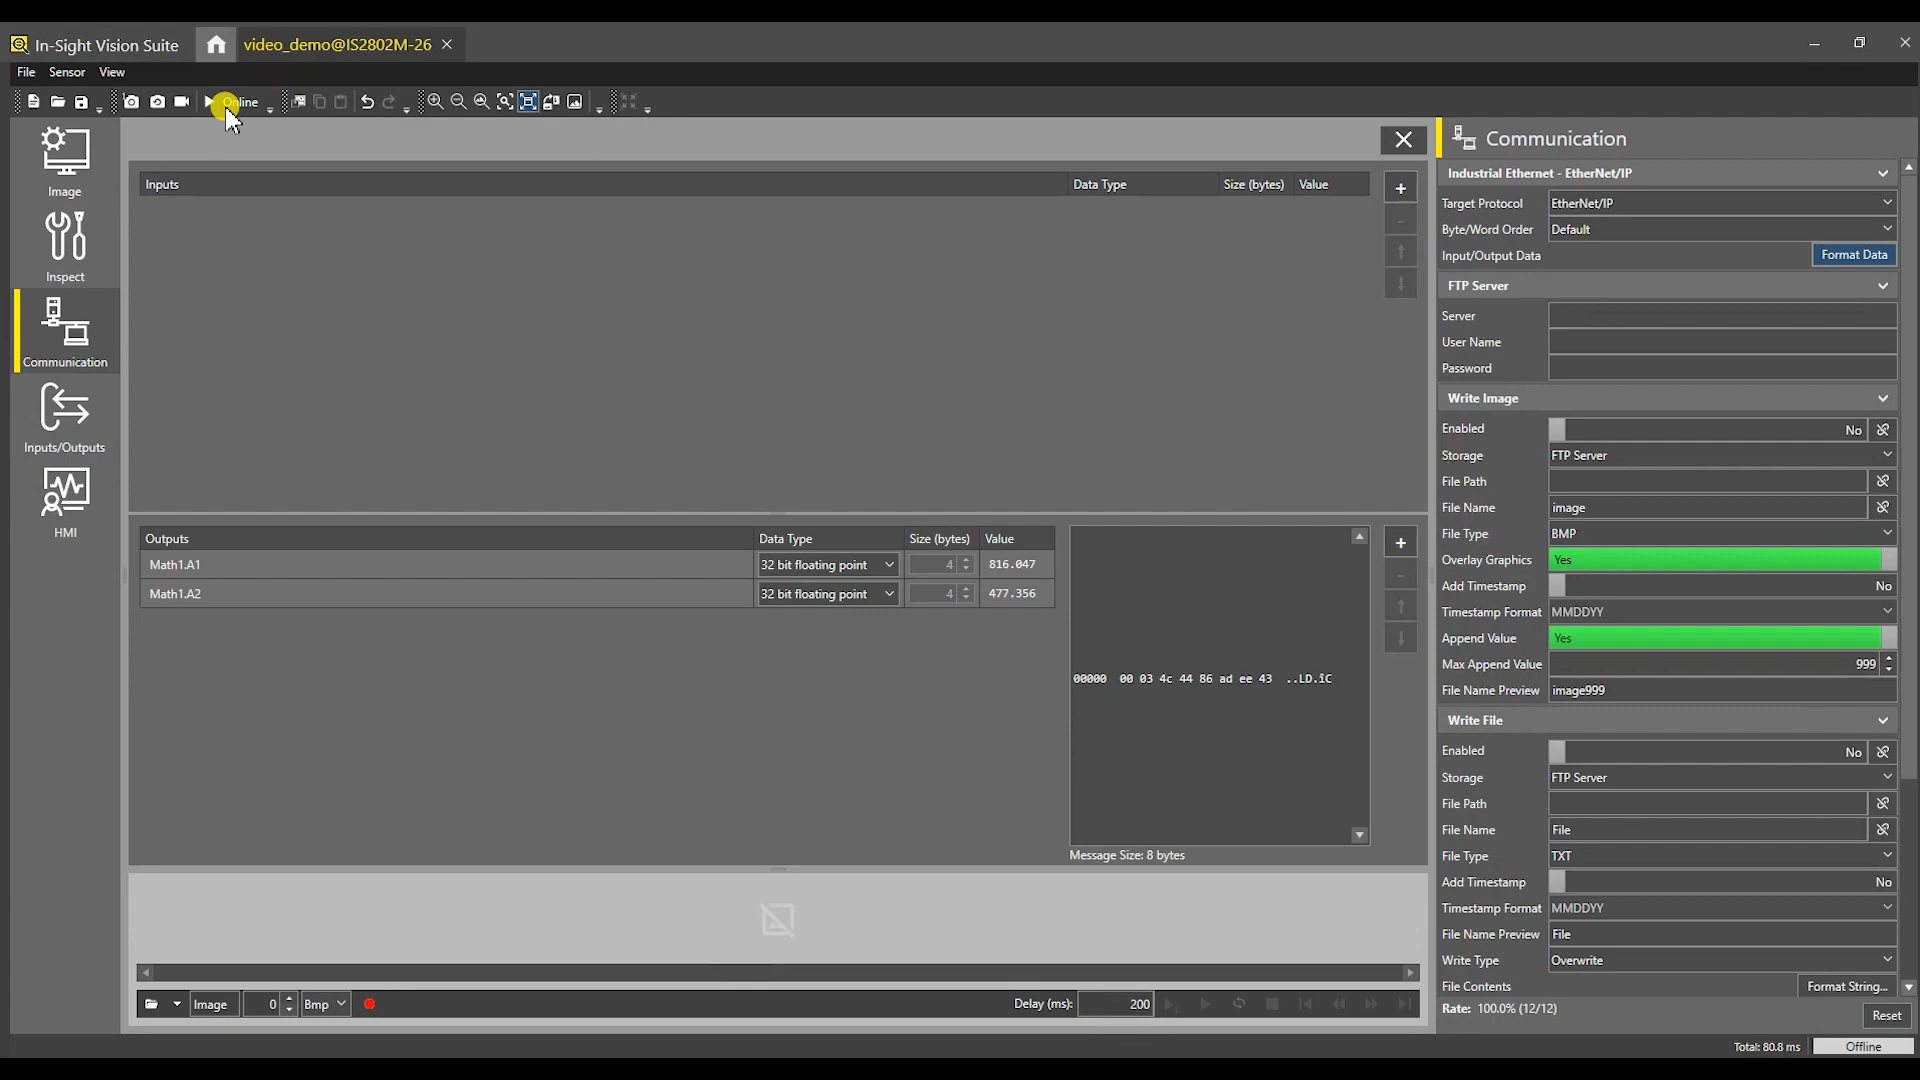 In-Sight Vision Suite
video_demo@IS2802M-26
File Sensor View
Online
Image
Inspect
Communication
Inputs/Outputs
HMI
Inputs Data Type Size (bytes) Value
Outputs Data Type Size (bytes) Value
Math1.A1 32 bit floating point 4 816.047
Math1.A2 32 bit floating point 4 477.356
00000 00 03 4c 44 86 ad ee 43 ..LD.îC
Message Size: 8 bytes
Image 0 Bmp Delay (ms): 200
Communication
Industrial Ethernet - EtherNet/IP
Target Protocol EtherNet/IP
Byte/Word Order Default
Input/Output Data Format Data
FTP Server
Server
User Name
Password
Write Image
Enabled No
Storage FTP Server
File Path
File Name image
File Type BMP
Overlay Graphics Yes
Add Timestamp No
Timestamp Format MMDDYY
Append Value Yes
Max Append Value 999
File Name Preview image999
Write File
Enabled No
Storage FTP Server
File Path
File Name File
File Type TXT
Add Timestamp No
Timestamp Format MMDDYY
File Name Preview File
Write Type Overwrite
File Contents Format String...
Rate: 100.0% (12/12)
Reset
Total: 80.8 ms Offline